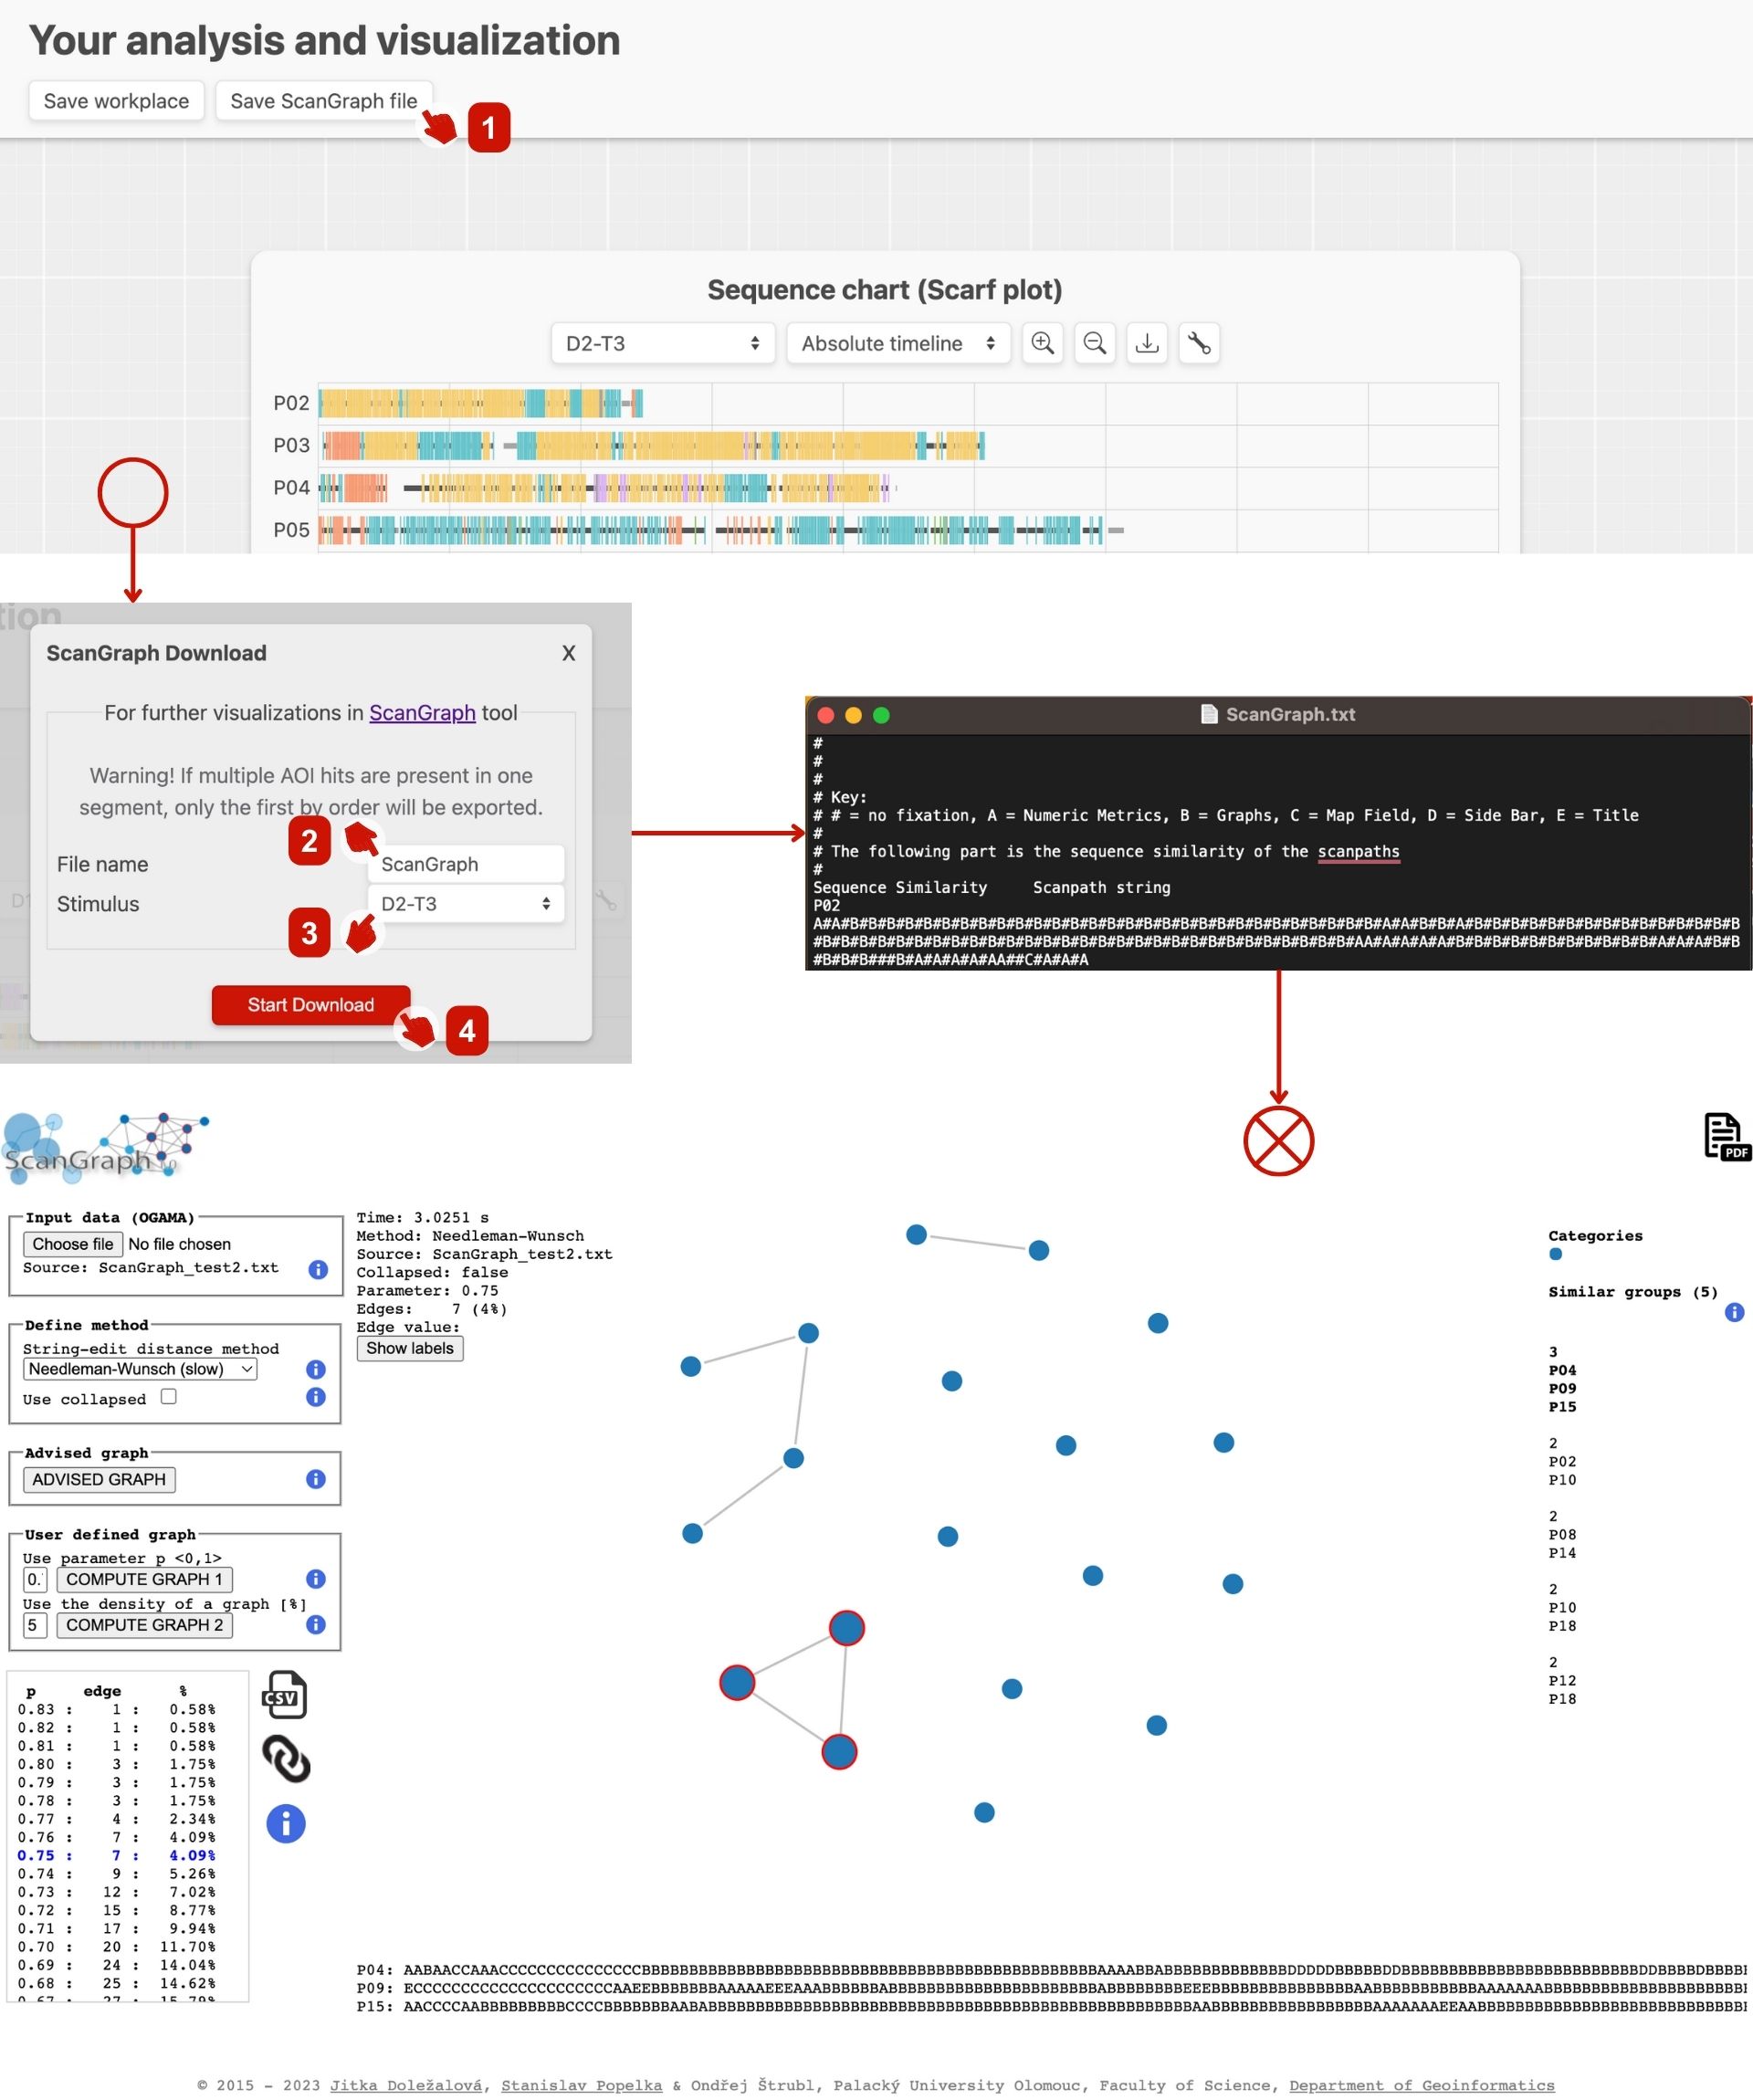 Your analysis and visualization
Save workplace
Save ScanGraph file
1
Sequence chart (Scarf plot)
D2-T3
Absolute timeline
P02
P03
P04
P05
tion
ScanGraph Download
X
For further visualizations in ScanGraph tool
Warning! If multiple AOI hits are present in one
segment, only the first by order will be exported.
2
File name
ScanGraph
Stimulus
D2-T3
3
Start Download
4
ScanGraph.txt
#
#
#
# Key:
# # = no fixation, A = Numeric Metrics, B = Graphs, C = Map Field, D = Side Bar, E = Title
#
# The following part is the sequence similarity of the scanpaths
#
Sequence Similarity Scanpath string
P02
#B#B#B###B#A#A#A#A#AA##C#A#A#A
ScanGraph
PDF
Input data (OGAMA)
Choose file No file chosen
Source: ScanGraph_test2.txt
Define method
String-edit distance method
Needleman-Wunsch (slow)
Use collapsed
Advised graph
ADVISED GRAPH
User defined graph
Use parameter p <0,1>
0. COMPUTE GRAPH 1
Use the density of a graph [%]
5 COMPUTE GRAPH 2
p edge %
0.83 : 1 : 0.58%
0.82 : 1 : 0.58%
0.81 : 1 : 0.58%
0.80 : 3 : 1.75%
0.79 : 3 : 1.75%
0.78 : 3 : 1.75%
0.77 : 4 : 2.34%
0.76 : 7 : 4.09%
0.75 : 7 : 4.09%
0.74 : 9 : 5.26%
0.73 : 12 : 7.02%
0.72 : 15 : 8.77%
0.71 : 17 : 9.94%
0.70 : 20 : 11.70%
0.69 : 24 : 14.04%
0.68 : 25 : 14.62%
0.67 : 27 : 15.79%
CSV
Time: 3.0251 s
Method: Needleman-Wunsch
Source: ScanGraph_test2.txt
Collapsed: false
Parameter: 0.75
Edges: 7 (4%)
Edge value:
Show labels
Categories
Similar groups (5)
3
P04
P09
P15
2
P02
P10
2
P08
P14
2
P10
P18
2
P12
P18
P04:
P09:
P15:
© 2015 - 2023 Jitka Doležalová, Stanislav Popelka & Ondřej Štrubl, Palacký University Olomouc, Faculty of Science, Department of Geoinformatics